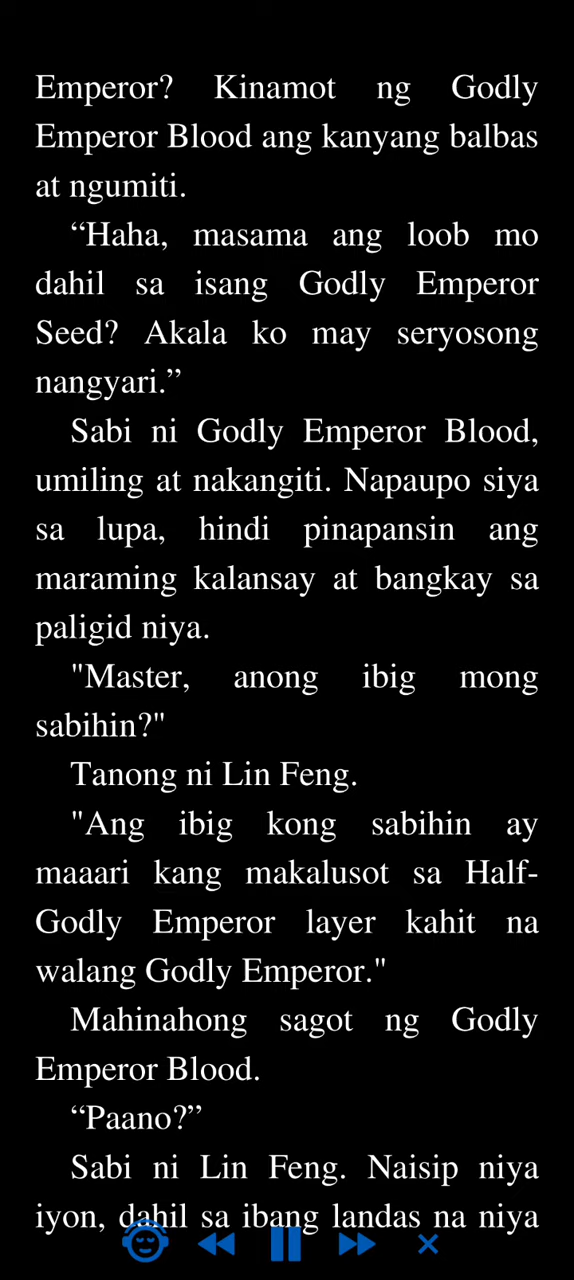 Emperor? Kinamot ng Godly
Emperor Blood ang kanyang balbas
at ngumiti.
“Haha, masama ang loob mo
dahil sa isang Godly Emperor
Seed? Akala ko may seryosong
nangyari.”
Sabi ni Godly Emperor Blood,
umiling at nakangiti. Napaupo siya
sa lupa, hindi pinapansin ang
maraming kalansay at bangkay sa
paligid niya.
"Master, anong ibig mong
sabihin?"
Tanong ni Lin Feng.
"Ang ibig kong sabihin ay
maaari kang makalusot sa Half-
Godly Emperor layer kahit na
walang Godly Emperor."
Mahinahong sagot ng Godly
Emperor Blood.
“Paano?”
Sabi ni Lin Feng. Naisip niya
iyon, dahil sa ibang landas na niya